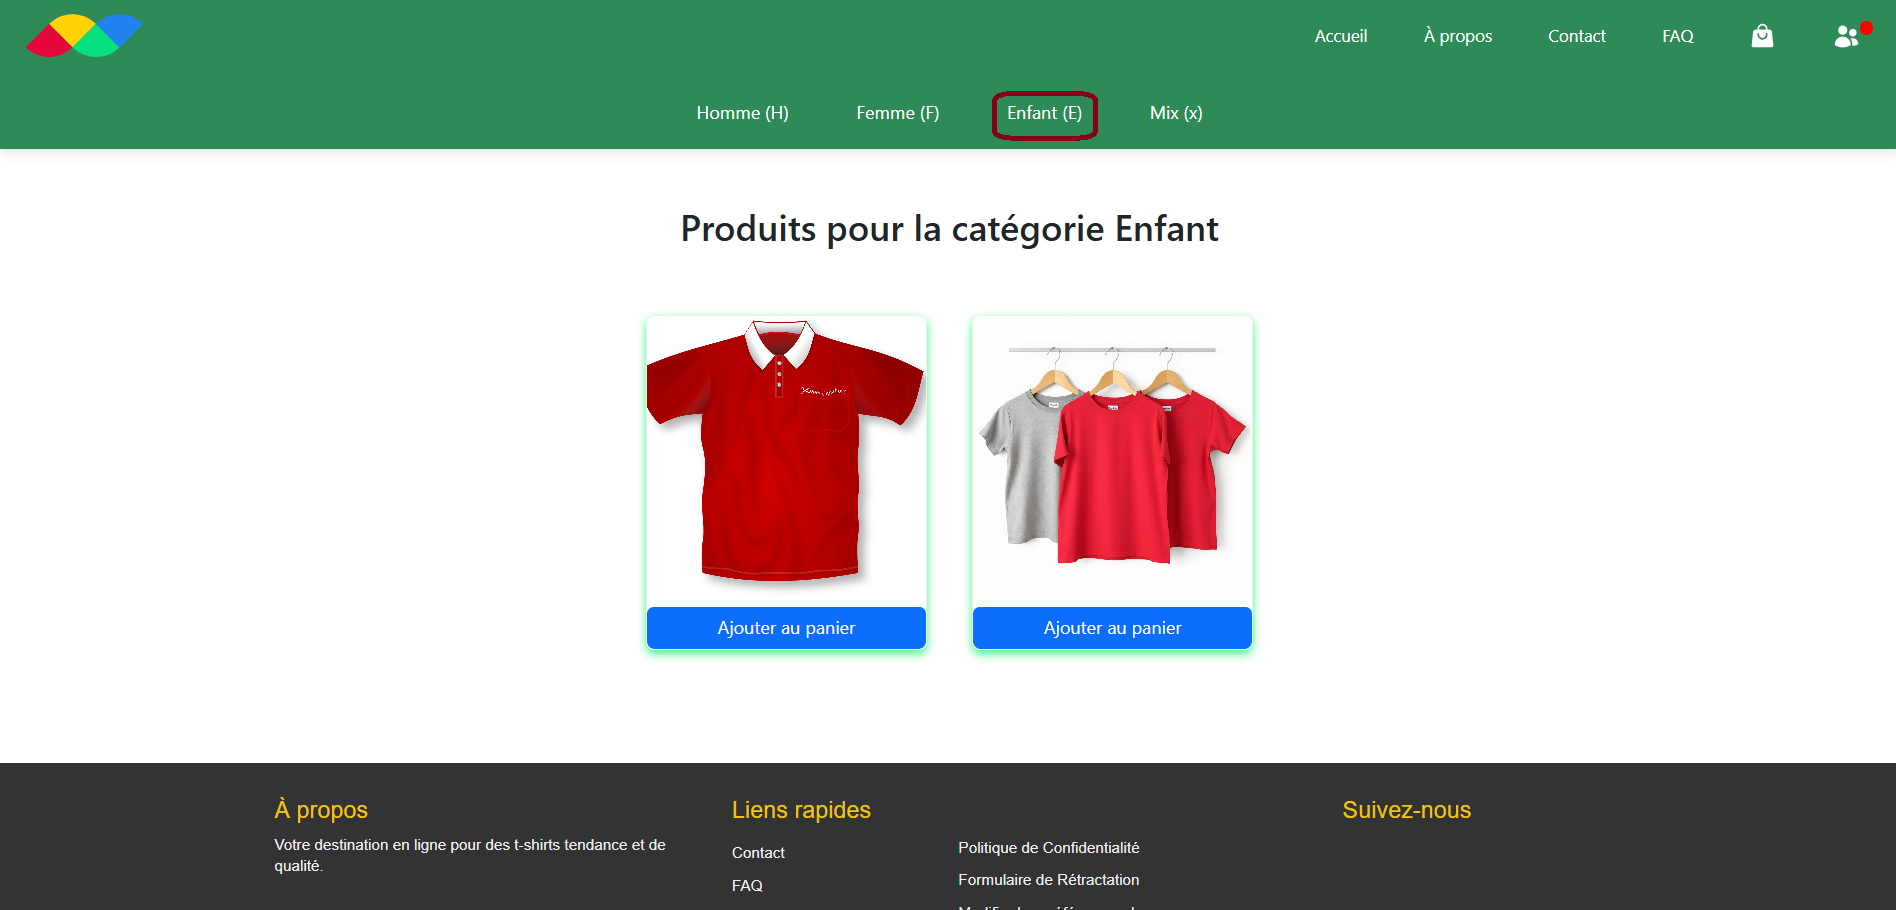 Accueil
À propos
Contact
FAQ
Homme (H)
Femme (F)
Enfant (E)
Mix (x)
Produits pour la catégorie Enfant
Ajouter au panier
Ajouter au panier
À propos
Votre destination en ligne pour des t-shirts tendance et de
qualité.
Liens rapides
Contact
FAQ
Politique de Confidentialité
Formulaire de Rétractation
Suivez-nous